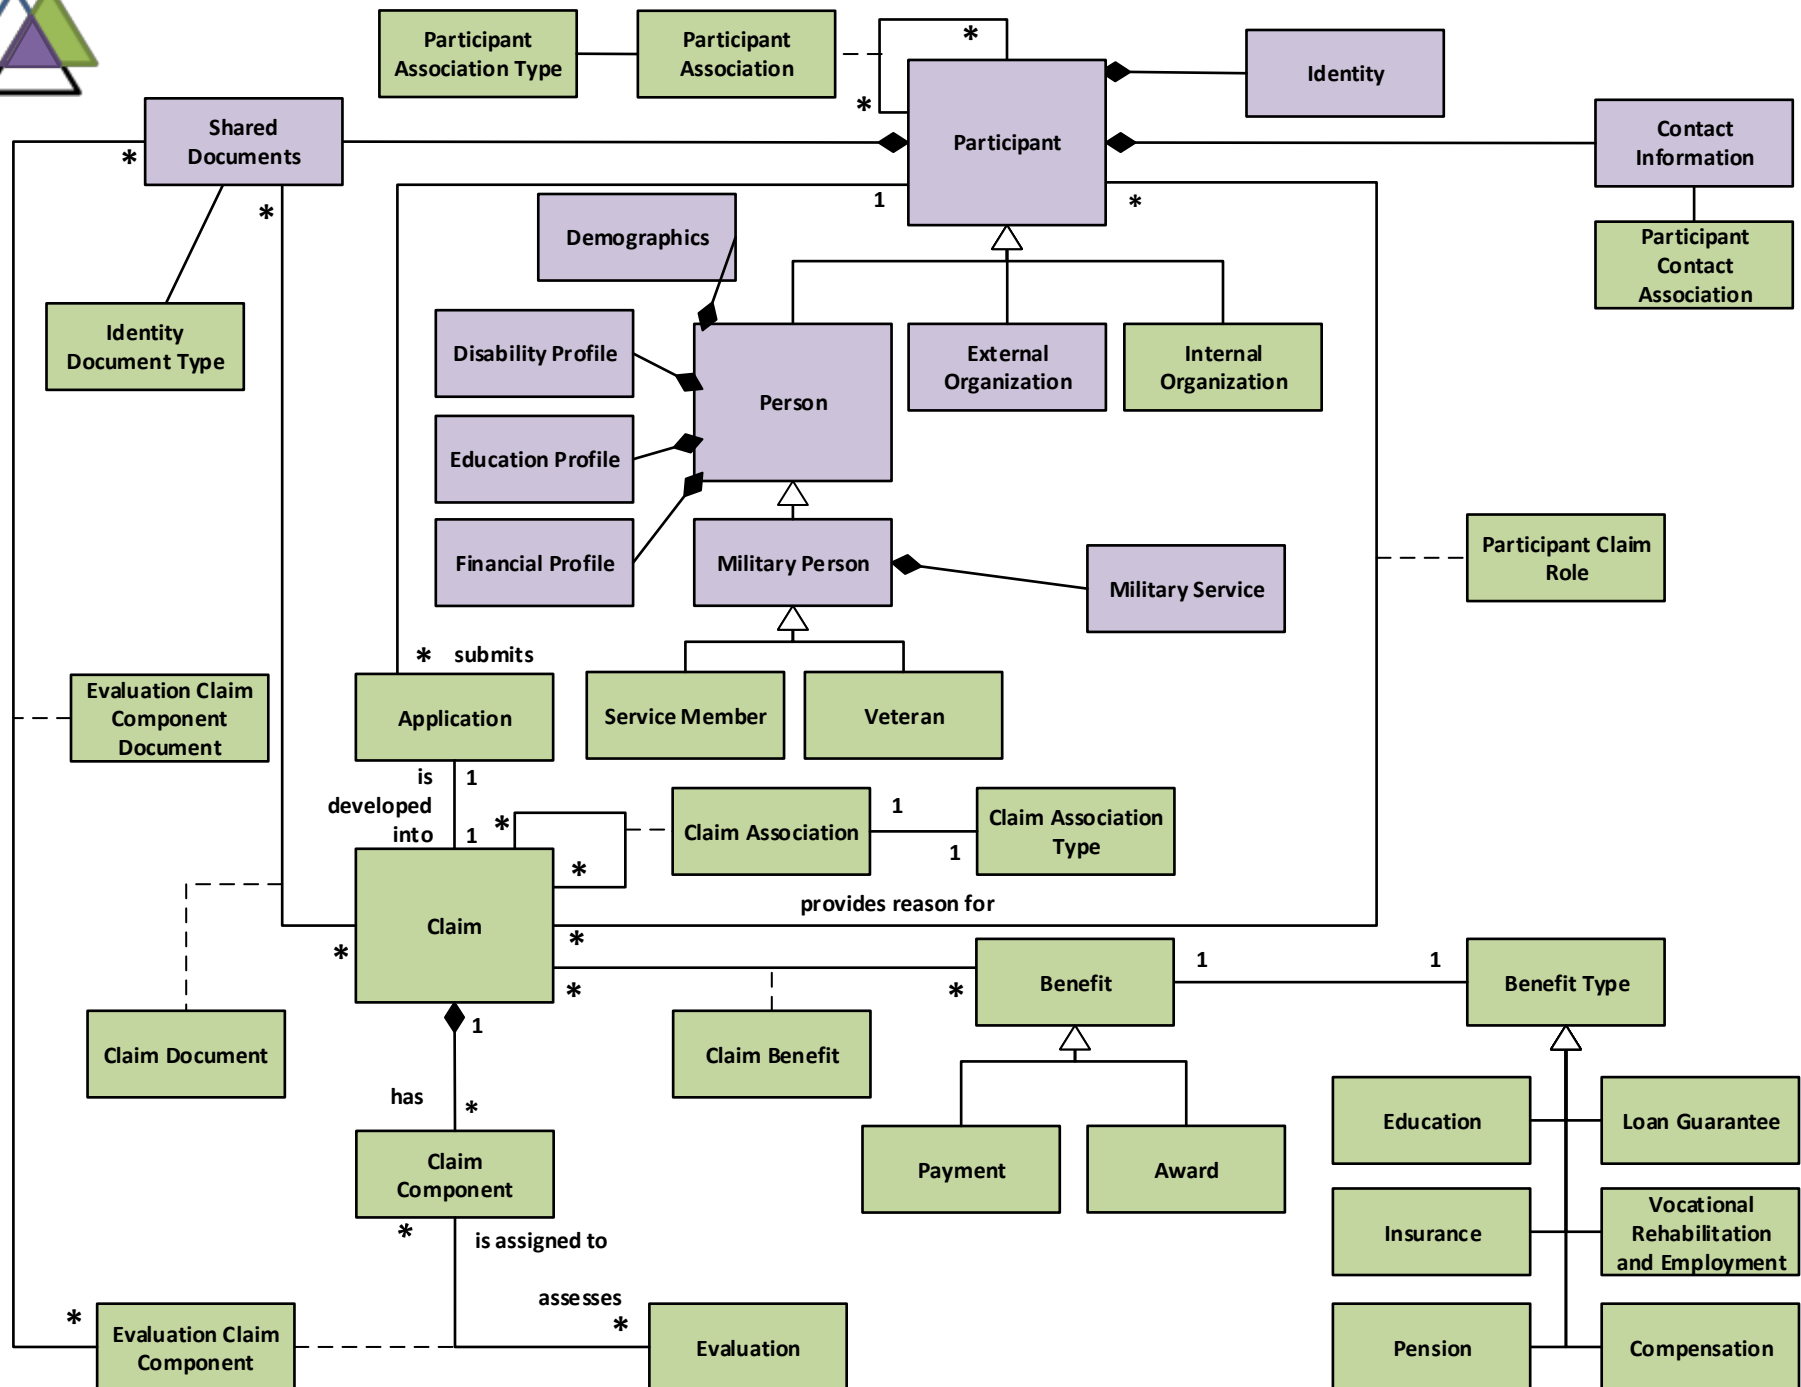 Participant
Association Type
Participant
Association
*
*
Identity
Shared
Documents
*
*
Participant
1
*
Contact
Information
Participant
Contact
Association
Demographics
Identity
Document Type
Disability Profile
Person
External
Organization
Internal
Organization
Education Profile
Financial Profile
Military Person
Military Service
Participant Claim
Role
* submits
Evaluation Claim
Component
Document
Application
Service Member
Veteran
is
developed
into
1
1
*
*
Claim Association
1
1
Claim Association
Type
provides reason for
Claim
*
*
*
*
Benefit
1
1
Benefit Type
1
Claim Document
Claim Benefit
has
*
Education
Loan Guarantee
Claim
Component
Payment
Award
*
is assigned to
Insurance
Vocational
Rehabilitation
and Employment
assesses
*
*
Evaluation Claim
Component
Evaluation
Pension
Compensation